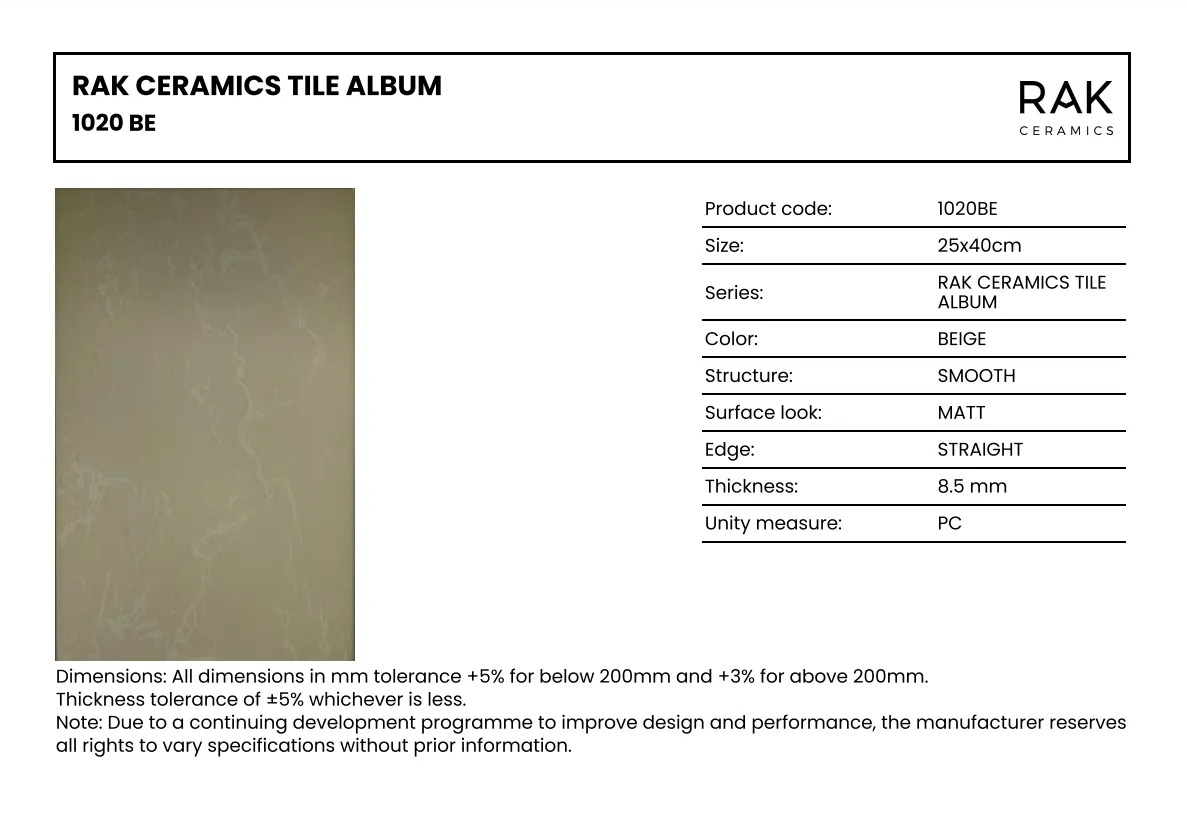 RAK CERAMICS TILE ALBUM
1020 BE
RAK
CERAMICS
Product code: 1020BE
Size: 25x40cm
Series: RAK CERAMICS TILE
ALBUM
Color: BEIGE
Structure: SMOOTH
Surface look: MATT
Edge: STRAIGHT
Thickness: 8.5 mm
Unity measure: PC
Dimensions: All dimensions in mm tolerance +5% for below 200mm and +3% for above 200mm.
Thickness tolerance of ±5% whichever is less.
Note: Due to a continuing development programme to improve design and performance, the manufacturer reserves
all rights to vary specifications without prior information.